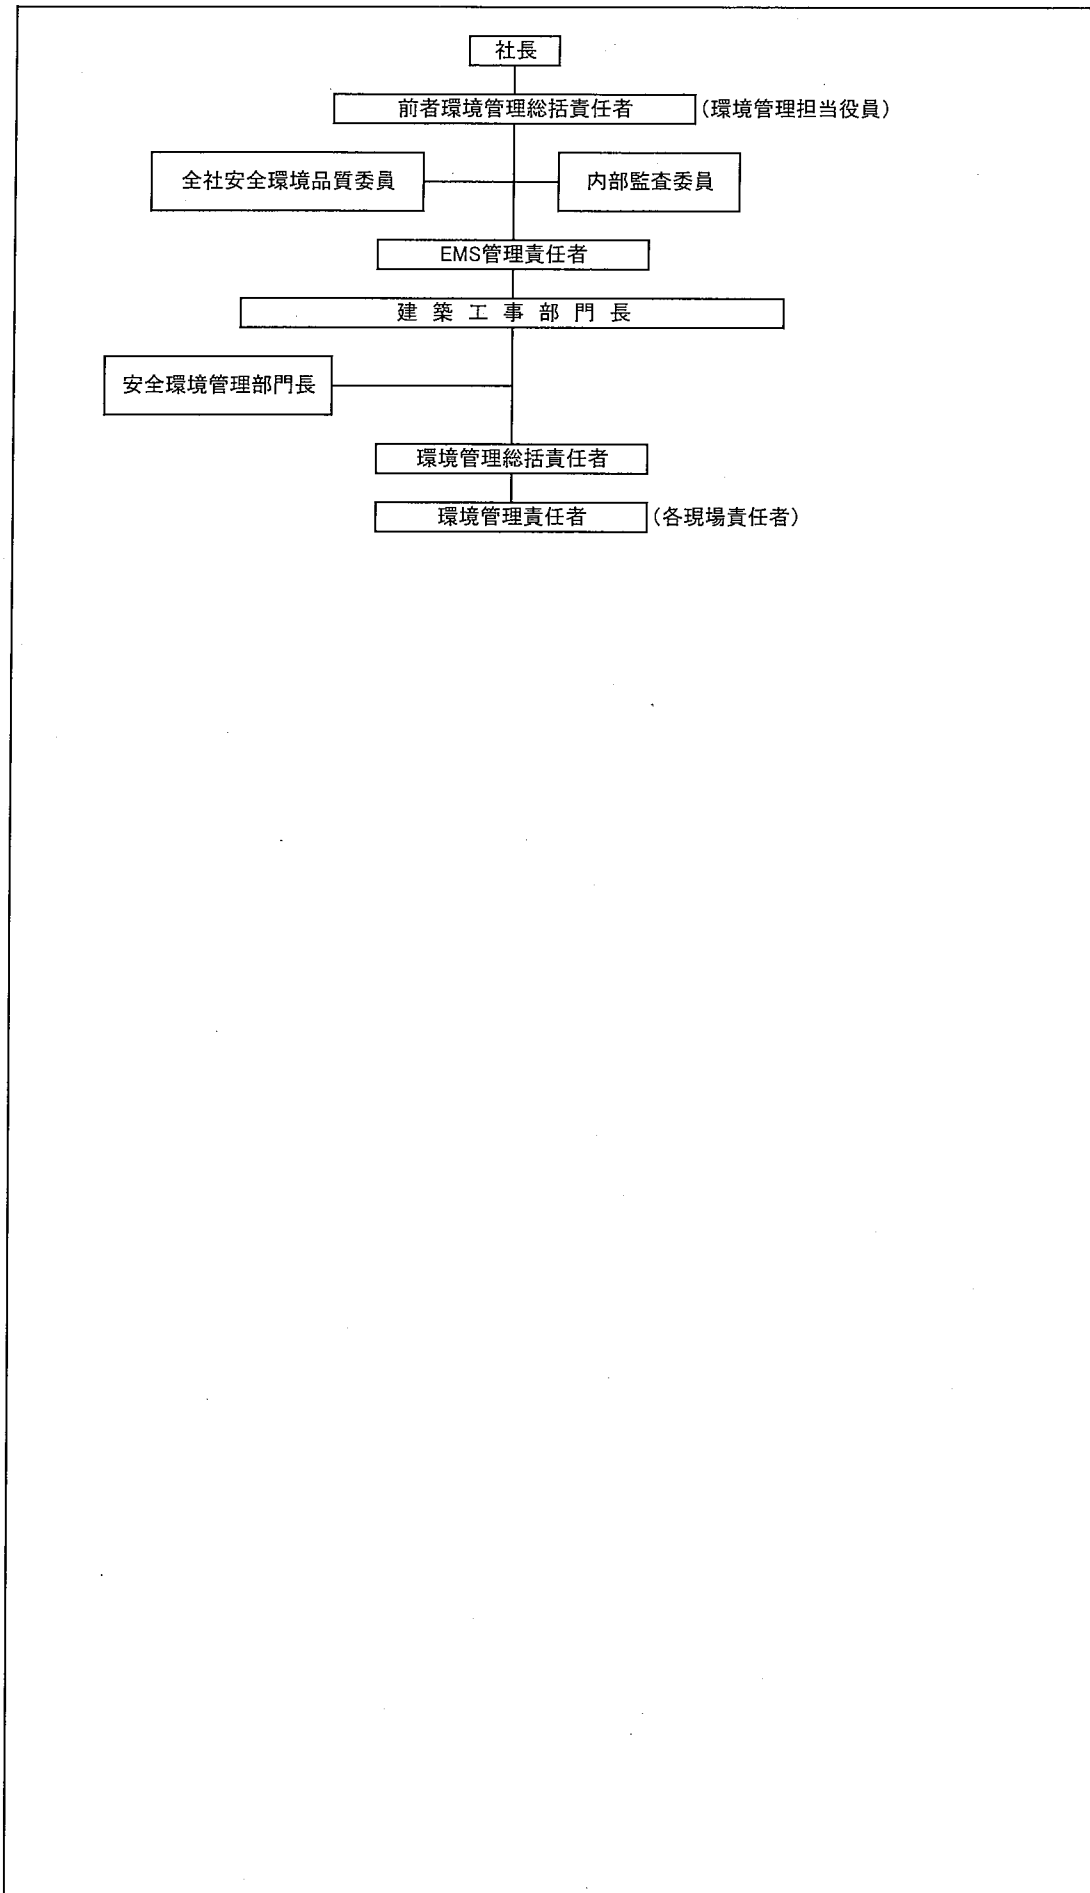 社長
前者環境管理総括責任者 (環境管理担当役員)
全社安全環境品質委員 内部監査委員
EMS管理責任者
建築工事部門長
安全環境管理部門長
環境管理総括責任者
環境管理責任者 (各現場責任者)